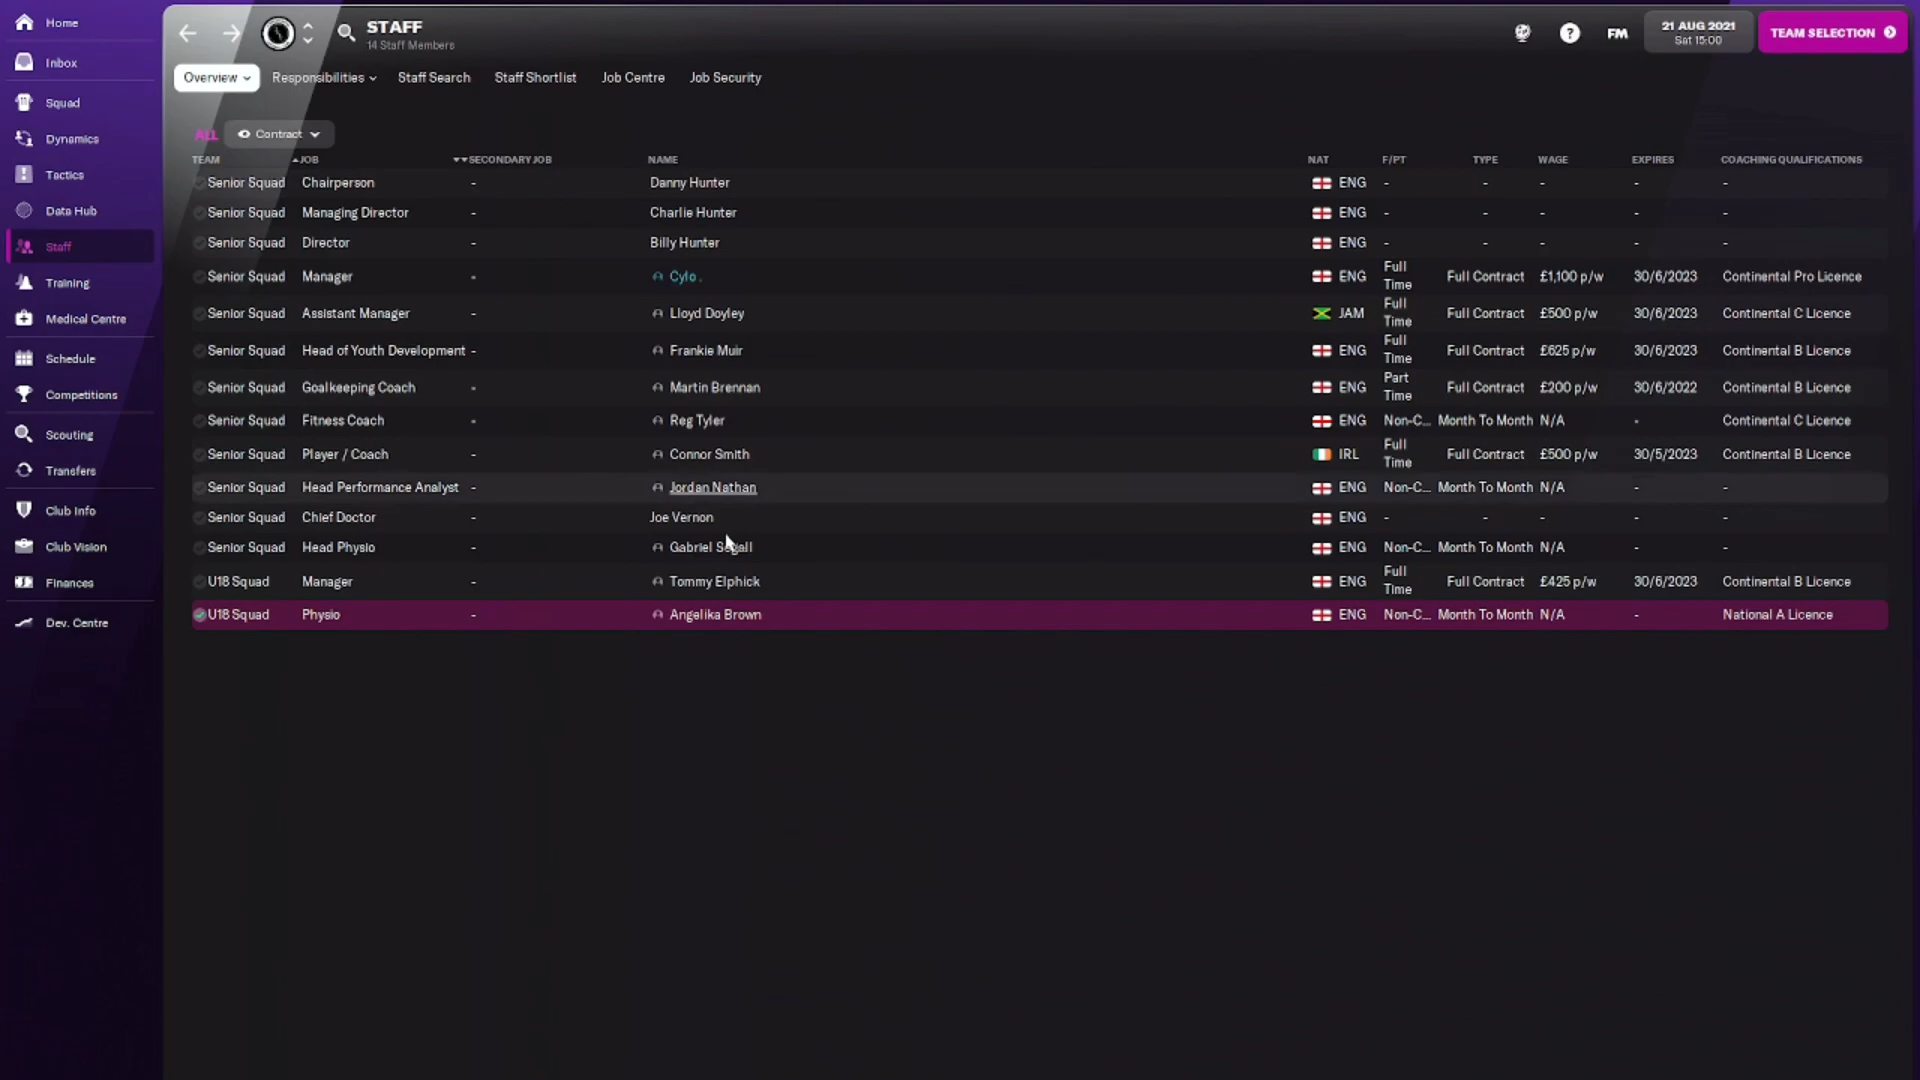 Home
Inbox
Squad
Dynamics
Tactics
Data Hub
Staff
Training
Medical Centre
Schedule
Competitions
Scouting
Transfers
Club Info
Club Vision
Finances
Dev. Centre
STAFF
14 Staff Members
FM
21 AUG 2021
Sat 15:00
TEAM SELECTION
Overview Responsibilities Staff Search Staff Shortlist Job Centre Job Security
ALL Contract
TEAM JOB SECONDARY JOB NAME NAT F/PT TYPE WAGE EXPIRES COACHING QUALIFICATIONS
Senior Squad Chairperson - Danny Hunter ENG - - - - -
Senior Squad Managing Director - Charlie Hunter ENG - - - - -
Senior Squad Director - Billy Hunter ENG - - - - -
Senior Squad Manager - Cylo . ENG Full Time Full Contract £1,100 p/w 30/6/2023 Continental Pro Licence
Senior Squad Assistant Manager - Lloyd Doyley JAM Full Time Full Contract £500 p/w 30/6/2023 Continental C Licence
Senior Squad Head of Youth Development - Frankie Muir ENG Full Time Full Contract £625 p/w 30/6/2023 Continental B Licence
Senior Squad Goalkeeping Coach - Martin Brennan ENG Part Time Full Contract £200 p/w 30/6/2022 Continental B Licence
Senior Squad Fitness Coach - Reg Tyler ENG Non-C... Month To Month N/A - Continental C Licence
Senior Squad Player / Coach - Connor Smith IRL Full Time Full Contract £500 p/w 30/5/2023 Continental B Licence
Senior Squad Head Performance Analyst - Jordan Nathan ENG Non-C... Month To Month N/A - -
Senior Squad Chief Doctor - Joe Vernon ENG - - - - -
Senior Squad Head Physio - Gabriel ENG Non-C... Month To Month N/A - -
U18 Squad Manager - Tommy Elphick ENG Full Time Full Contract £425 p/w 30/6/2023 Continental B Licence
U18 Squad Physio - Angelika Brown ENG Non-C... Month To Month N/A - National A Licence